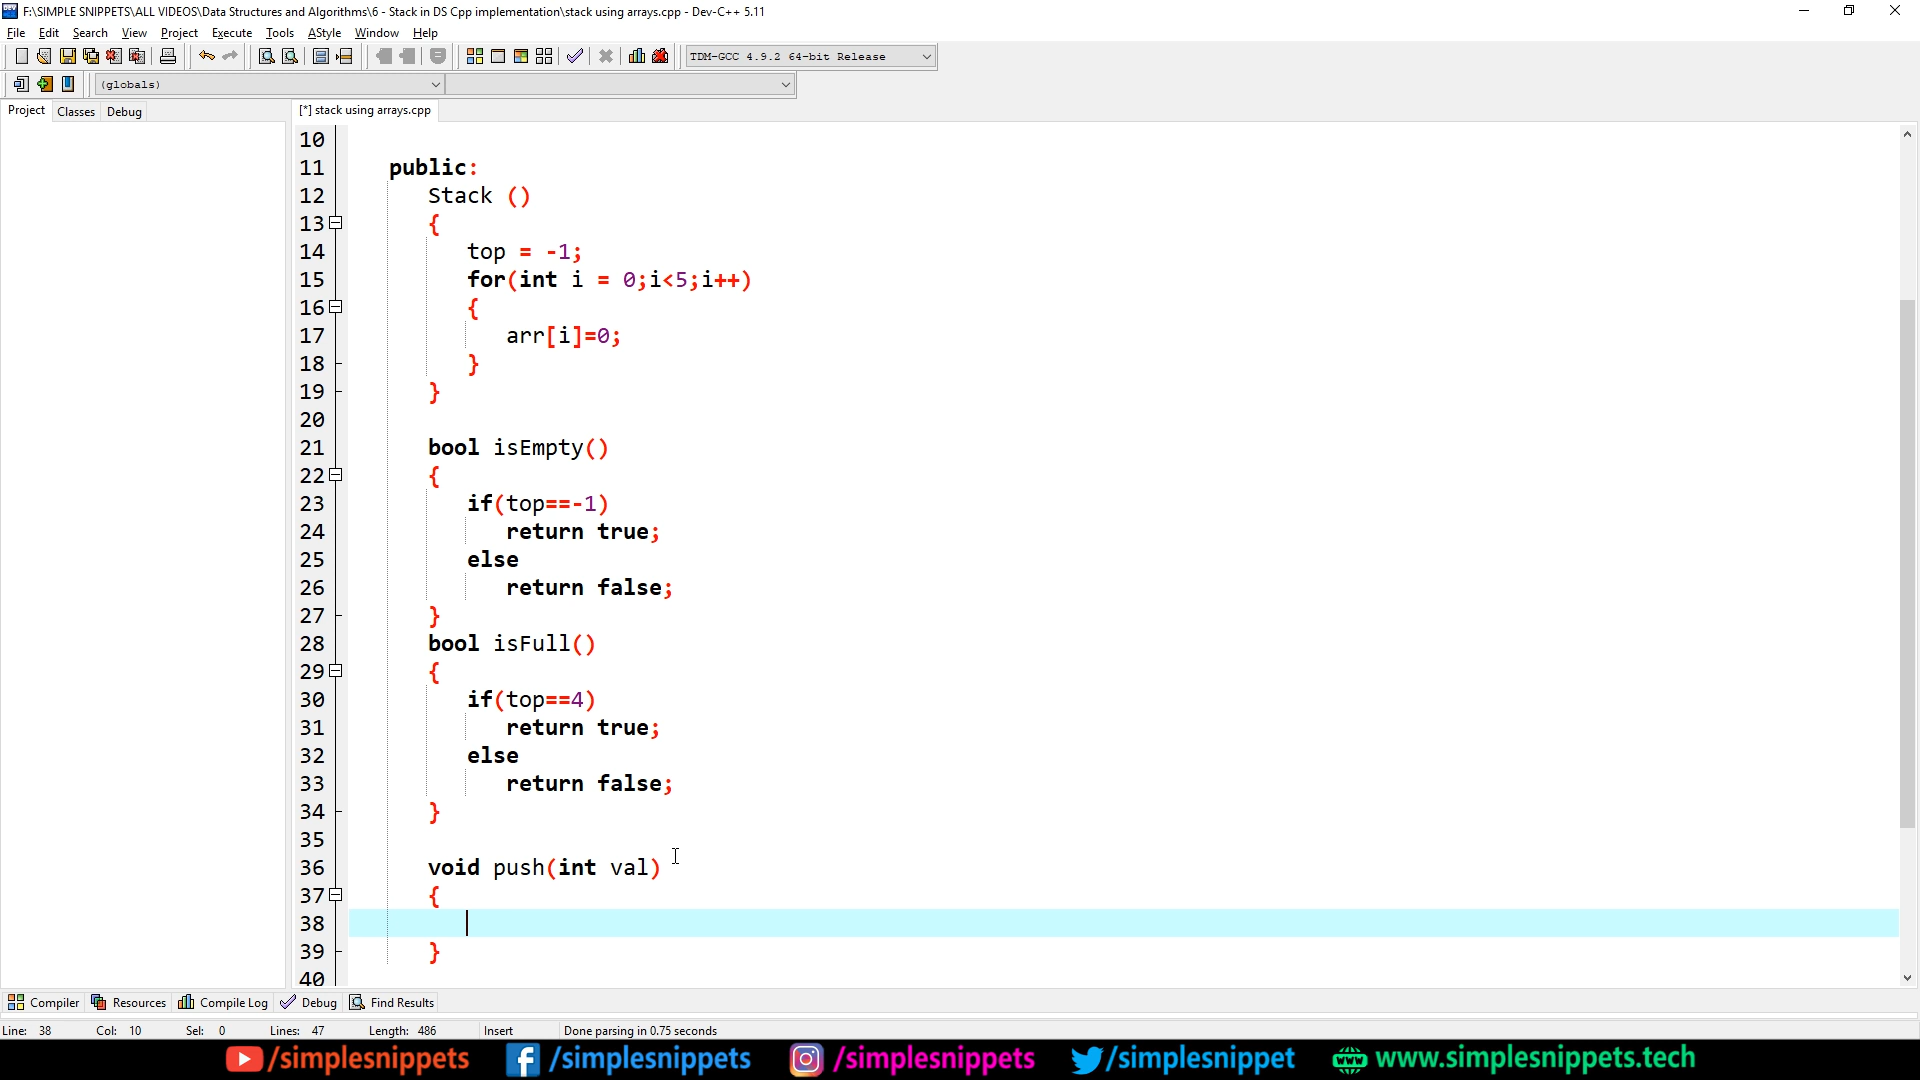 F:\SIMPLE SNIPPETS\ALL VIDEOS\Data Structures and Algorithms\6 - Stack in DS Cpp implementation\stack using arrays.cpp - Dev-C++ 5.11
File Edit Search View Project Execute Tools AStyle Window Help
TDM-GCC 4.9.2 64-bit Release
(globals)
Project Classes Debug
[*] stack using arrays.cpp
10
11 public:
12 Stack ()
13 {
14 top = -1;
15 for(int i = 0;i<5;i++)
16 {
17 arr[i]=0;
18 }
19 }
20
21 bool isEmpty()
22 {
23 if(top==-1)
24 return true;
25 else
26 return false;
27 }
28 bool isFull()
29 {
30 if(top==4)
31 return true;
32 else
33 return false;
34 }
35
36 void push(int val)
37 {
38
39 }
40
Compiler Resources Compile Log Debug Find Results
Line: 38 Col: 10 Sel: 0 Lines: 47 Length: 486 Insert Done parsing in 0.75 seconds
/simplesnippets /simplesnippets /simplesnippets /simplesnippet www.simplesnippets.tech